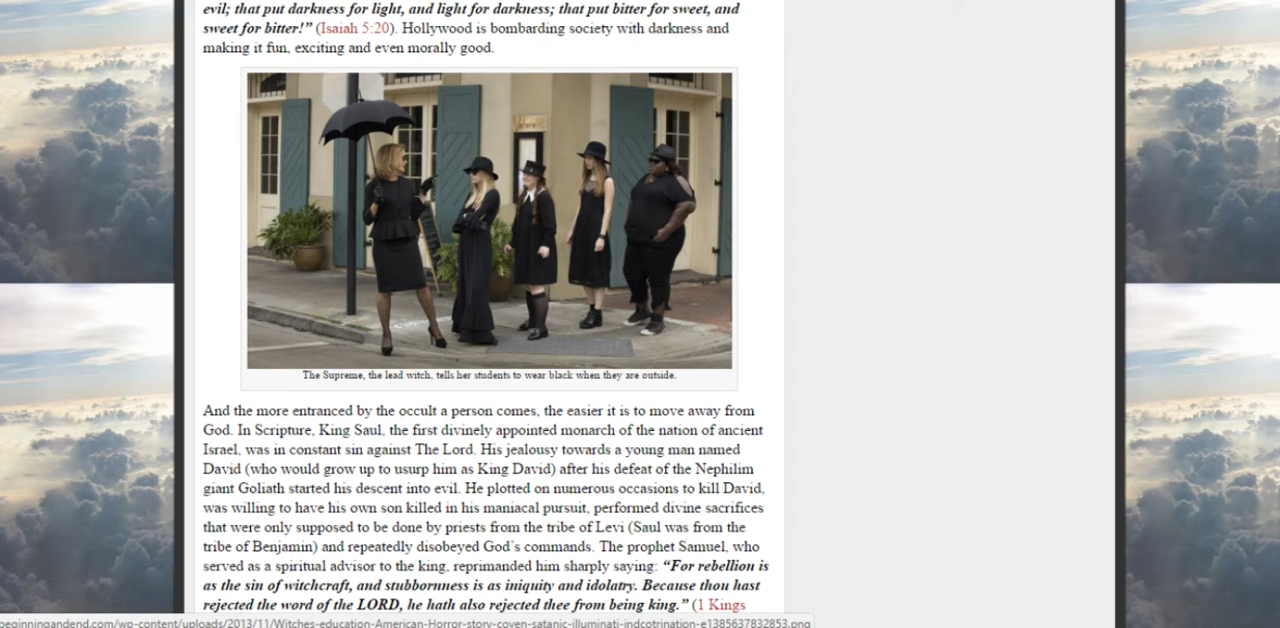 evil; that put darkness for light, and light for darkness; that put bitter for sweet, and
sweet for bitter!” (Isaiah 5:20). Hollywood is bombarding society with darkness and
making it fun, exciting and even morally good.
The Supreme, the lead witch, tells her students to wear black when they are outside.
And the more entranced by the occult a person comes, the easier it is to move away from
God. In Scripture, King Saul, the first divinely appointed monarch of the nation of ancient
Israel, was in constant sin against The Lord. His jealousy towards a young man named
David (who would grow up to usurp him as King David) after his defeat of the Nephilim
giant Goliath started his descent into evil. He plotted on numerous occasions to kill David,
was willing to have his own son killed in his maniacal pursuit, performed divine sacrifices
that were only supposed to be done by priests from the tribe of Levi (Saul was from the
tribe of Benjamin) and repeatedly disobeyed God's commands. The prophet Samuel, who
served as a spiritual advisor to the king, reprimanded him sharply saying: “For rebellion is
as the sin of witchcraft, and stubbornness is as iniquity and idolatry. Because thou hast
rejected the word of the LORD, he hath also rejected thee from being king.” (1 Kings
beginningandend.com/wp-content/uploads/2013/11/Witches-education-American-Horror-story-coven-satanic-illuminati-indcotrination-e1385637832853.png